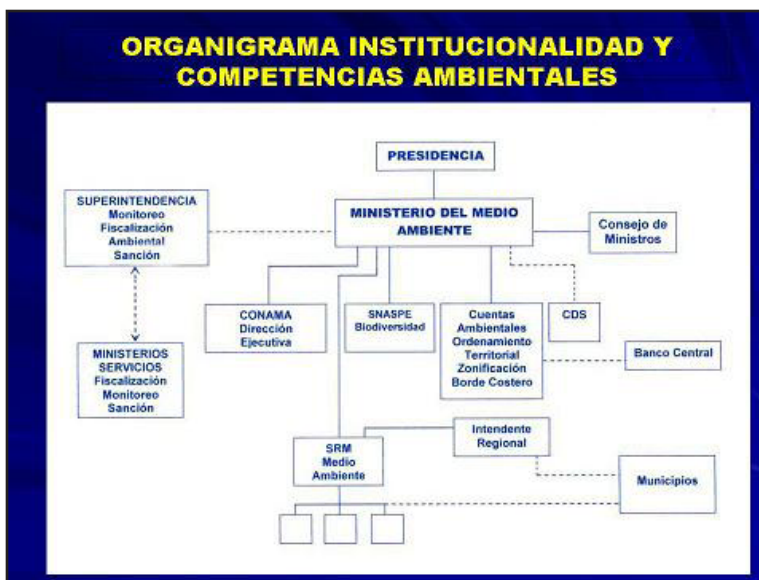 ORGANIGRAMA INSTITUCIONALIDAD Y
COMPETENCIAS AMBIENTALES
PRESIDENCIA
SUPERINTENDENCIA
Monitoreo
Fiscalización
Ambiental
Sanción
MINISTERIO DEL MEDIO
AMBIENTE
Consejo de
Ministros
CONAMA
Dirección
Ejecutiva
SNASPE
Biodiversidad
Cuentas
Ambientales
Ordenamiento
Territorial
Zonificación
Borde Costero
CDS
Banco Central
MINISTERIOS
SERVICIOS
Fiscalización
Monitoreo
Sanción
SRM
Medio
Ambiente
Intendente
Regional
Municipios